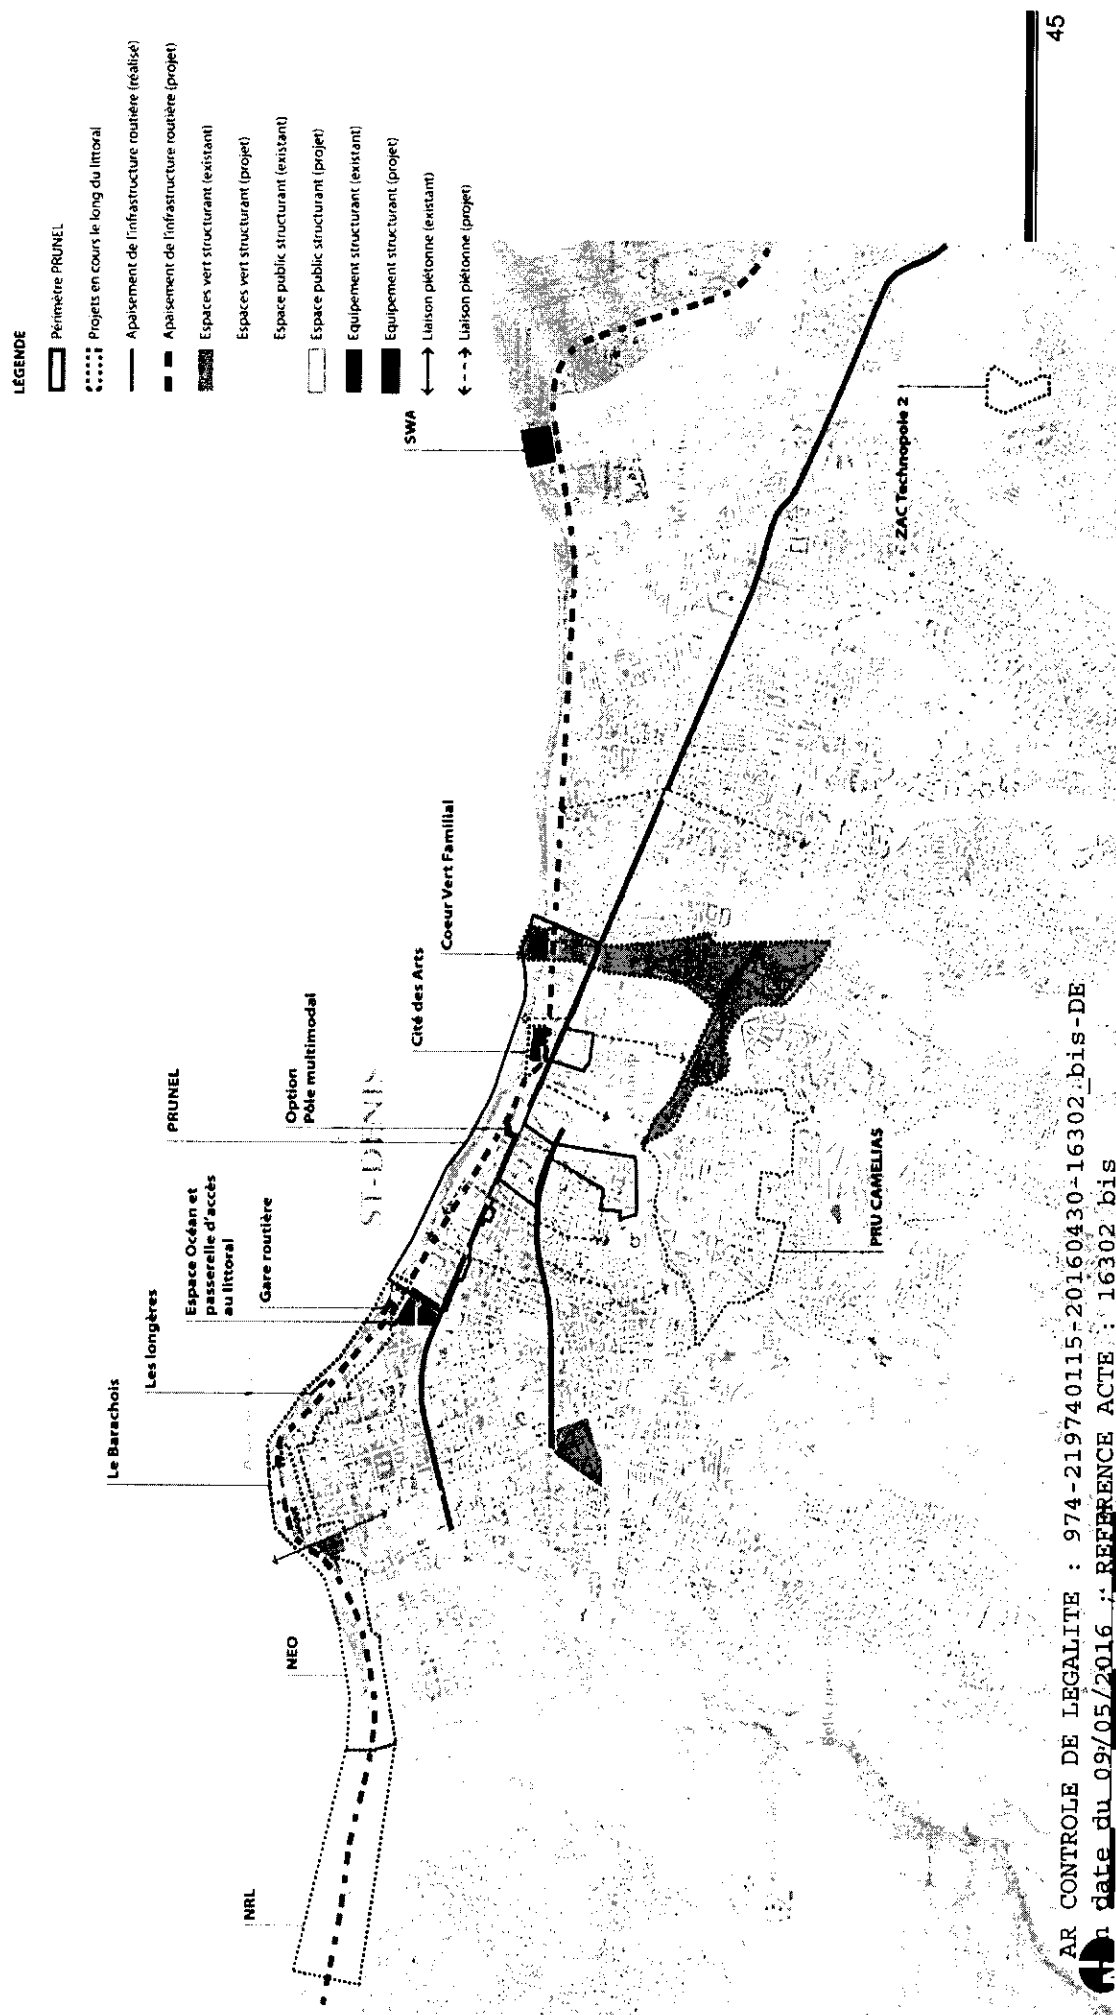 LÉGENDE
Périmètre PRUNEL
Projets en cours le long du littoral
Apaisement de l'infrastructure routière (réalisé)
Apaisement de l'infrastructure routière (projet)
Espaces vert structurant (existant)
Espaces vert structurant (projet)
Espace public structurant (existant)
Espace public structurant (projet)
Equipement structurant (existant)
Equipement structurant (projet)
Liaison piétonne (existant)
Liaison piétonne (projet)
NRL
NEO
Le Barachois
Les longères
Espace Océan et
passerelle d'accès
au littoral
Gare routière
PRUNEL
Option
Pôle multimodal
ST-DENIS
Cité des Arts
Coeur Vert Familial
SWA
PRU CAMELIAS
ZAC Technopole 2
45
AR CONTROLE DE LEGALITE : 974-219740115-20160430-16302_bis-DE
n date du 09/05/2016 ; REFERENCE ACTE : 16302 bis